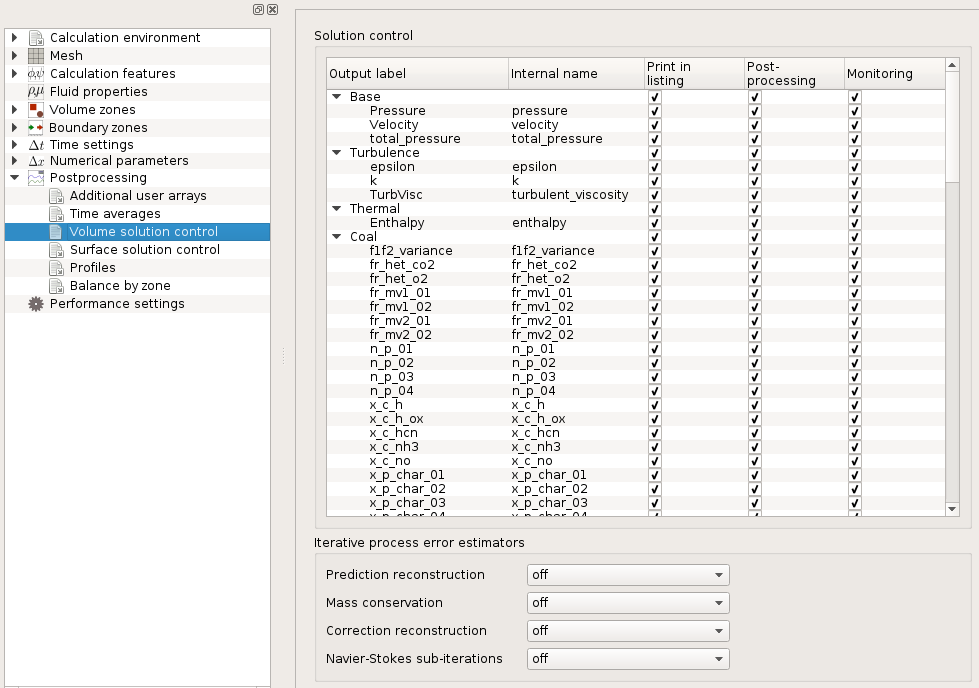 Calculation environment
Mesh
Calculation features
Fluid properties
Volume zones
Boundary zones
Δt Time settings
Δx Numerical parameters
Postprocessing
Additional user arrays
Time averages
Volume solution control
Surface solution control
Profiles
Balance by zone
Performance settings
Solution control
Output label Internal name Print in listing Post-processing Monitoring
Base
Pressure pressure
Velocity velocity
total_pressure total_pressure
Turbulence
epsilon epsilon
k k
TurbVisc turbulent_viscosity
Thermal
Enthalpy enthalpy
Coal
f1f2_variance f1f2_variance
fr_het_co2 fr_het_co2
fr_het_o2 fr_het_o2
fr_mv1_01 fr_mv1_01
fr_mv1_02 fr_mv1_02
fr_mv2_01 fr_mv2_01
fr_mv2_02 fr_mv2_02
n_p_01 n_p_01
n_p_02 n_p_02
n_p_03 n_p_03
n_p_04 n_p_04
x_c_h x_c_h
x_c_h_ox x_c_h_ox
x_c_hcn x_c_hcn
x_c_nh3 x_c_nh3
x_c_no x_c_no
x_p_char_01 x_p_char_01
x_p_char_02 x_p_char_02
x_p_char_03 x_p_char_03
x_p_char_04 x_p_char_04
Iterative process error estimators
Prediction reconstruction off
Mass conservation off
Correction reconstruction off
Navier-Stokes sub-iterations off